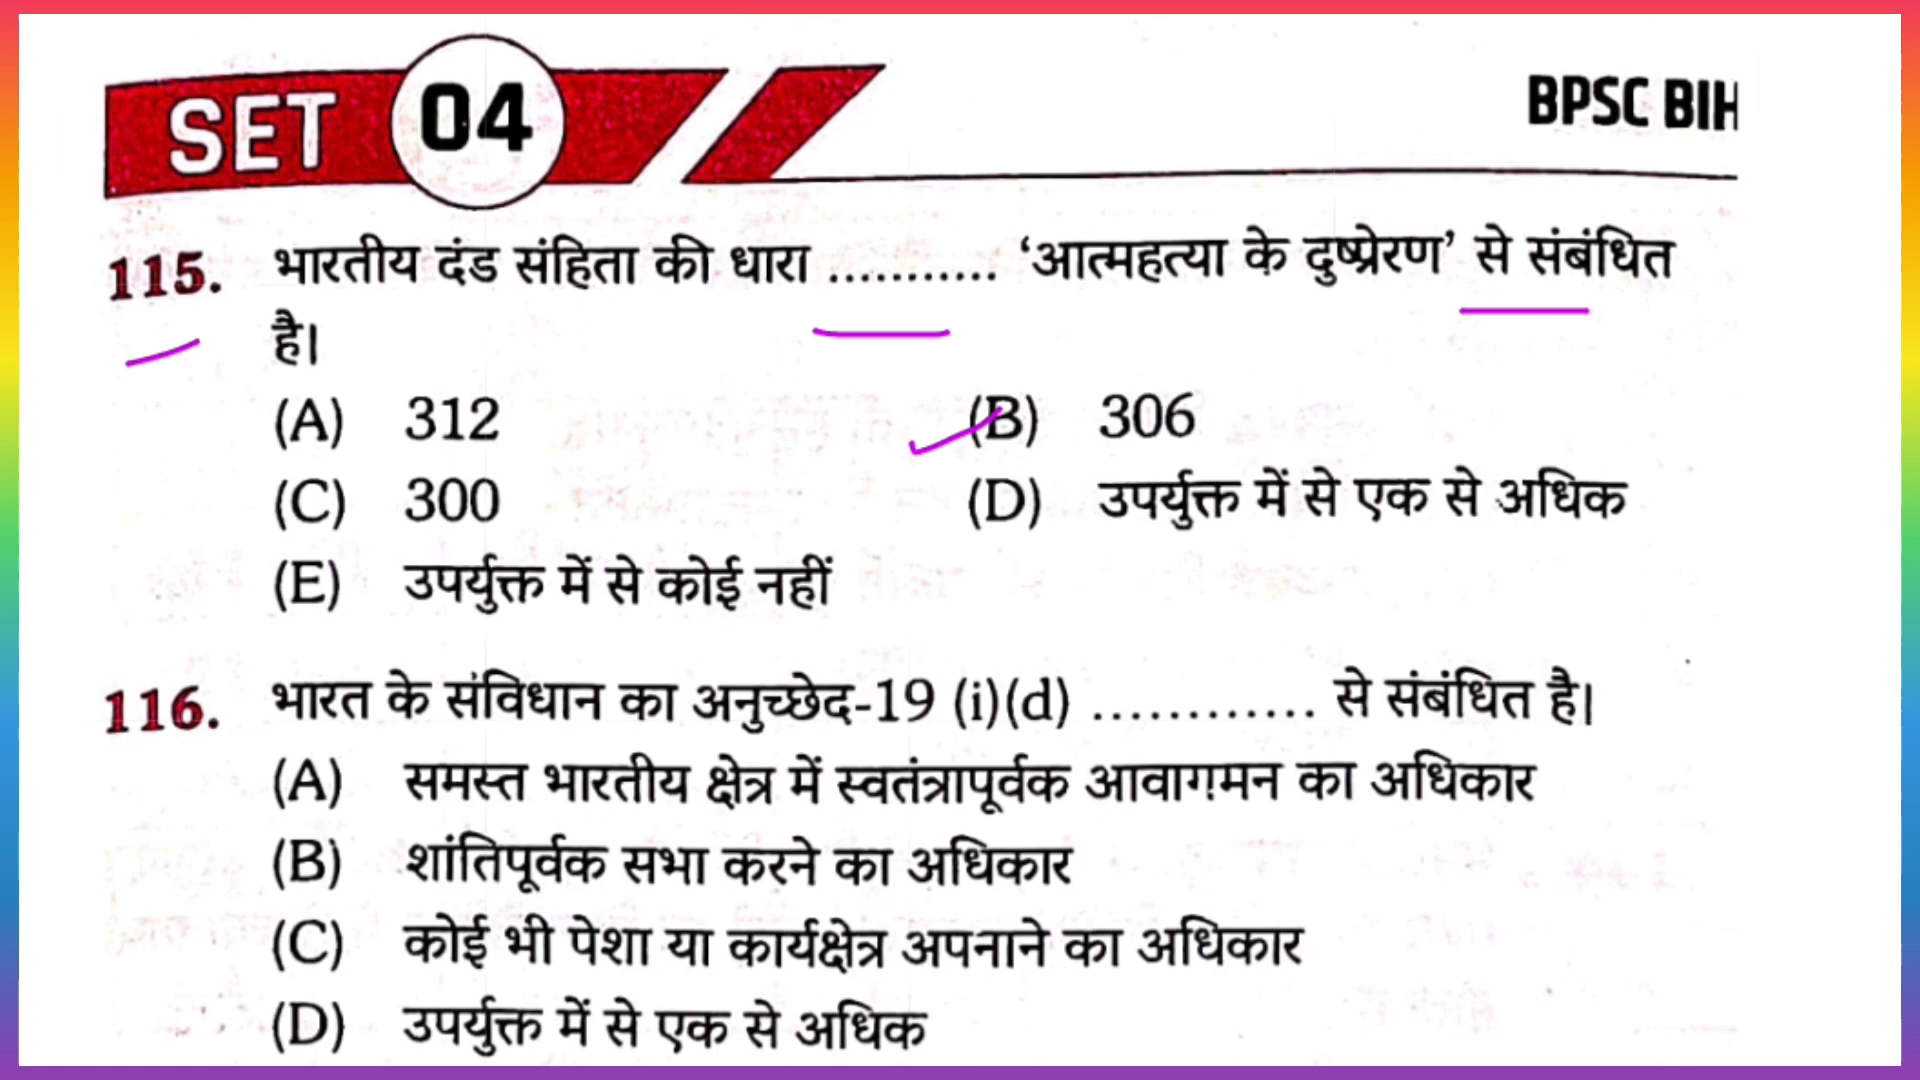 SET 04
BPSC BIH
115. भारतीय दंड संहिता की धारा ........... ‘आत्महत्या के दुष्प्रेरण’ से संबंधित
है।
(A) 312 (B) 306
(C) 300 (D) उपर्युक्त में से एक से अधिक
(E) उपर्युक्त में से कोई नहीं
116. भारत के संविधान का अनुच्छेद-19 (i)(d) ............ से संबंधित है।
(A) समस्त भारतीय क्षेत्र में स्वतंत्रापूर्वक आवागमन का अधिकार
(B) शांतिपूर्वक सभा करने का अधिकार
(C) कोई भी पेशा या कार्यक्षेत्र अपनाने का अधिकार
(D) उपर्युक्त में से एक से अधिक